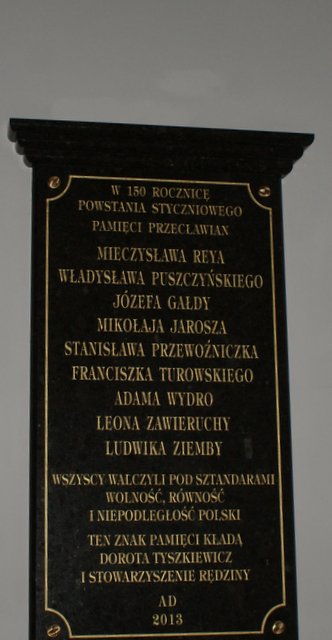 W 150 ROCZNICĘ
POWSTANIA STYCZNIOWEGO
PAMIĘCI PRZECŁAWIAN
MIECZYSŁAWA REYA
WŁADYSŁAWA PUSZCZYŃSKIEGO
JÓZEFA GAŁDY
MIKOŁAJA JAROSZA
STANISŁAWA PRZEWOŹNICZKA
FRANCISZKA TUROWSKIEGO
ADAMA WYDRO
LEONA ZAWIERUCHY
LUDWIKA ZIEMBY
WSZYSCY WALCZYLI POD SZTANDARAMI
WOLNOŚĆ, RÓWNOŚĆ
I NIEPODLEGŁOŚĆ POLSKI
TEN ZNAK PAMIĘCI KŁADĄ
DOROTA TYSZKIEWICZ
I STOWARZYSZENIE RĘDZINY
AD
2013